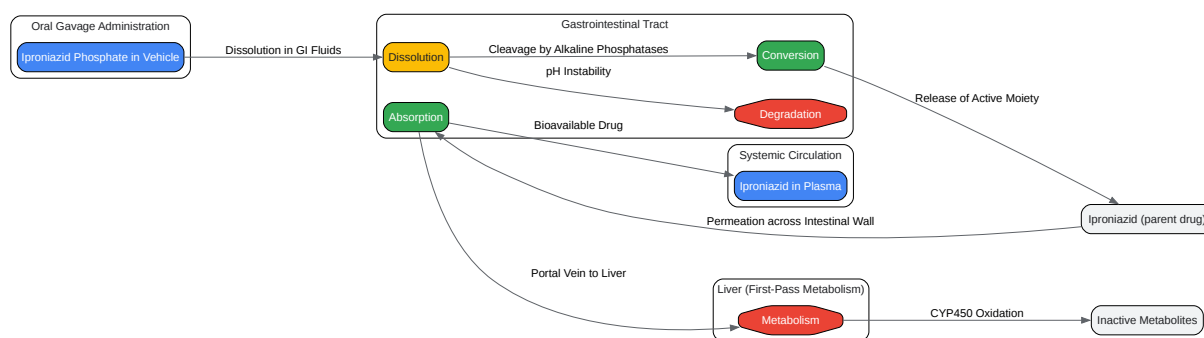 Oral Gavage Administration
Iproniazid Phosphate in Vehicle
Dissolution in GI Fluids
Gastrointestinal Tract
Dissolution
Cleavage by Alkaline Phosphatases
Conversion
pH Instability
Degradation
Release of Active Moiety
Absorption
Bioavailable Drug
Systemic Circulation
Iproniazid in Plasma
Permeation across Intestinal Wall
Iproniazid (parent drug)
Portal Vein to Liver
Liver (First-Pass Metabolism)
Metabolism
CYP450 Oxidation
Inactive Metabolites